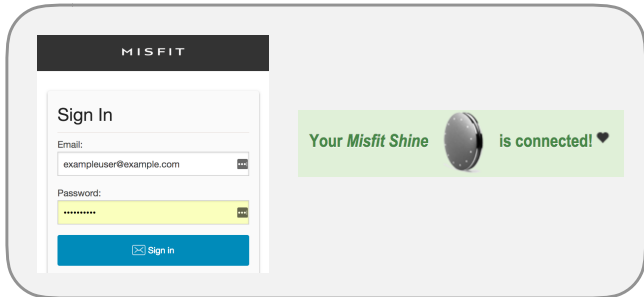 MISFIT
Sign In
Email:
exampleuser@example.com
Password:
••••••••••
Sign in
Your Misfit Shine is connected!